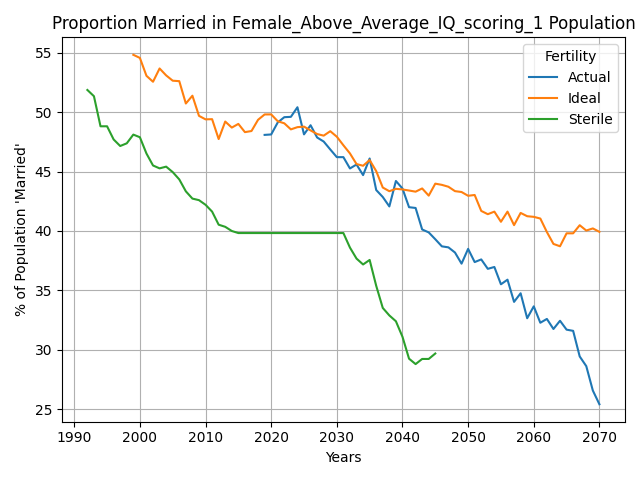 Proportion Married in Female_Above_Average_IQ_scoring_1 Population
% of Population 'Married'
55
50
45
40
35
30
25
Fertility
Actual
Ideal
Sterile
1990 2000 2010 2020 2030 2040 2050 2060 2070
Years